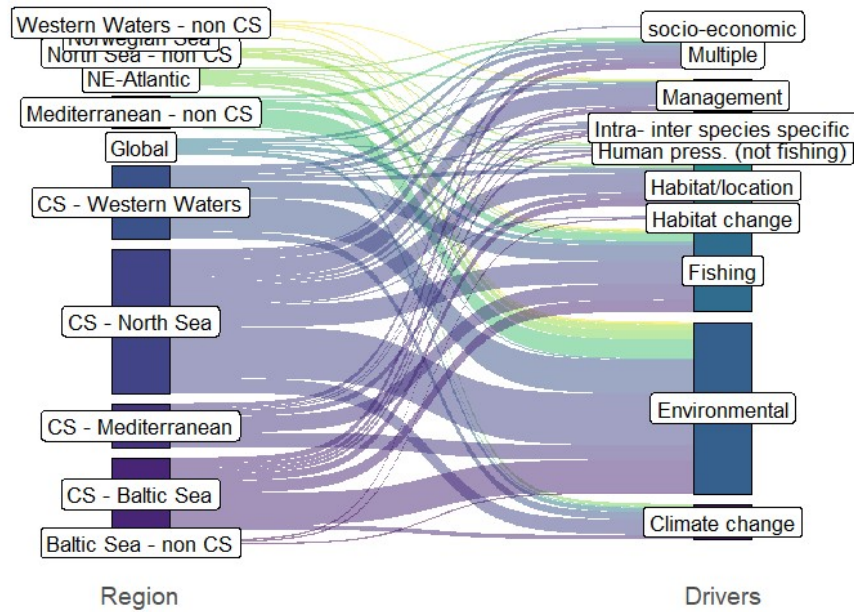 Western Waters - non CS
Norwegian Sea
North Sea - non CS
NE-Atlantic
Mediterranean - non CS
Global
CS - Western Waters
CS - North Sea
CS - Mediterranean
CS - Baltic Sea
Baltic Sea - non CS
socio-economic
Multiple
Management
Intra- inter species specific
Human press. (not fishing)
Habitat/location
Habitat change
Fishing
Environmental
Climate change
Region
Drivers